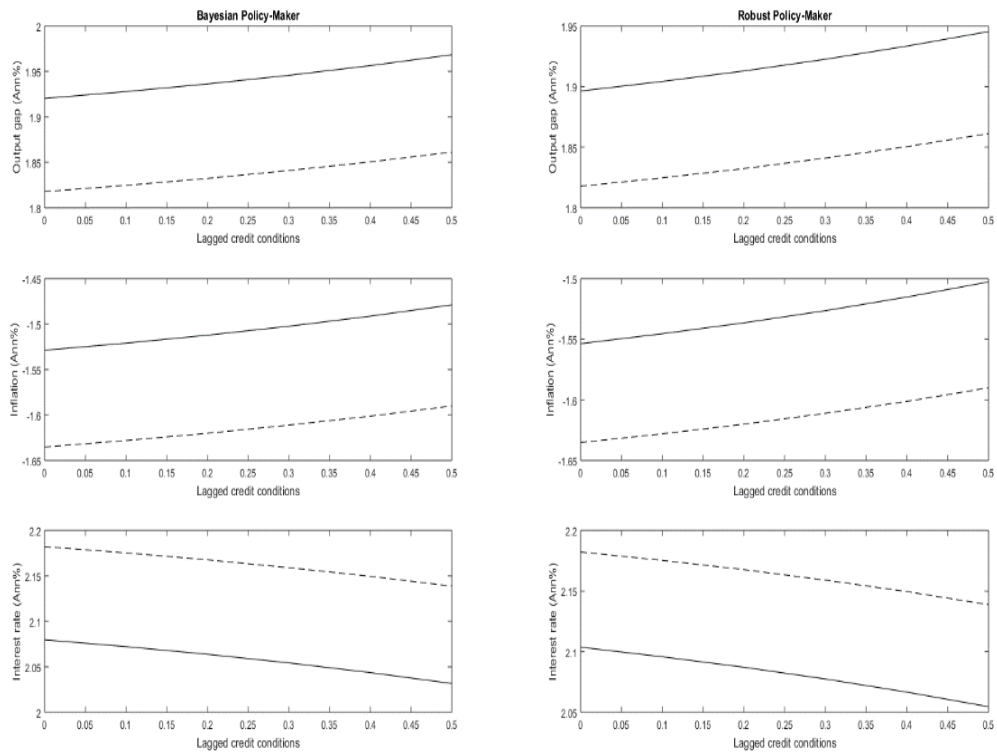 Bayesian Policy-Maker
Output gap (Ann%)
2
1.95
1.9
1.85
1.8
0 0.05 0.1 0.15 0.2 0.25 0.3 0.35 0.4 0.45 0.5
Lagged credit conditions
Robust Policy-Maker
Output gap (Ann%)
1.95
1.9
1.85
1.8
0 0.05 0.1 0.15 0.2 0.25 0.3 0.35 0.4 0.45 0.5
Lagged credit conditions
Inflation (Ann%)
-1.45
-1.5
-1.55
-1.6
-1.65
0 0.05 0.1 0.15 0.2 0.25 0.3 0.35 0.4 0.45 0.5
Lagged credit conditions
Inflation (Ann%)
-1.5
-1.55
-1.6
-1.65
0 0.05 0.1 0.15 0.2 0.25 0.3 0.35 0.4 0.45 0.5
Lagged credit conditions
Interest rate (Ann%)
2.2
2.15
2.1
2.05
2
0 0.05 0.1 0.15 0.2 0.25 0.3 0.35 0.4 0.45 0.5
Lagged credit conditions
Interest rate (Ann%)
2.2
2.15
2.1
2.05
0 0.05 0.1 0.15 0.2 0.25 0.3 0.35 0.4 0.45 0.5
Lagged credit conditions